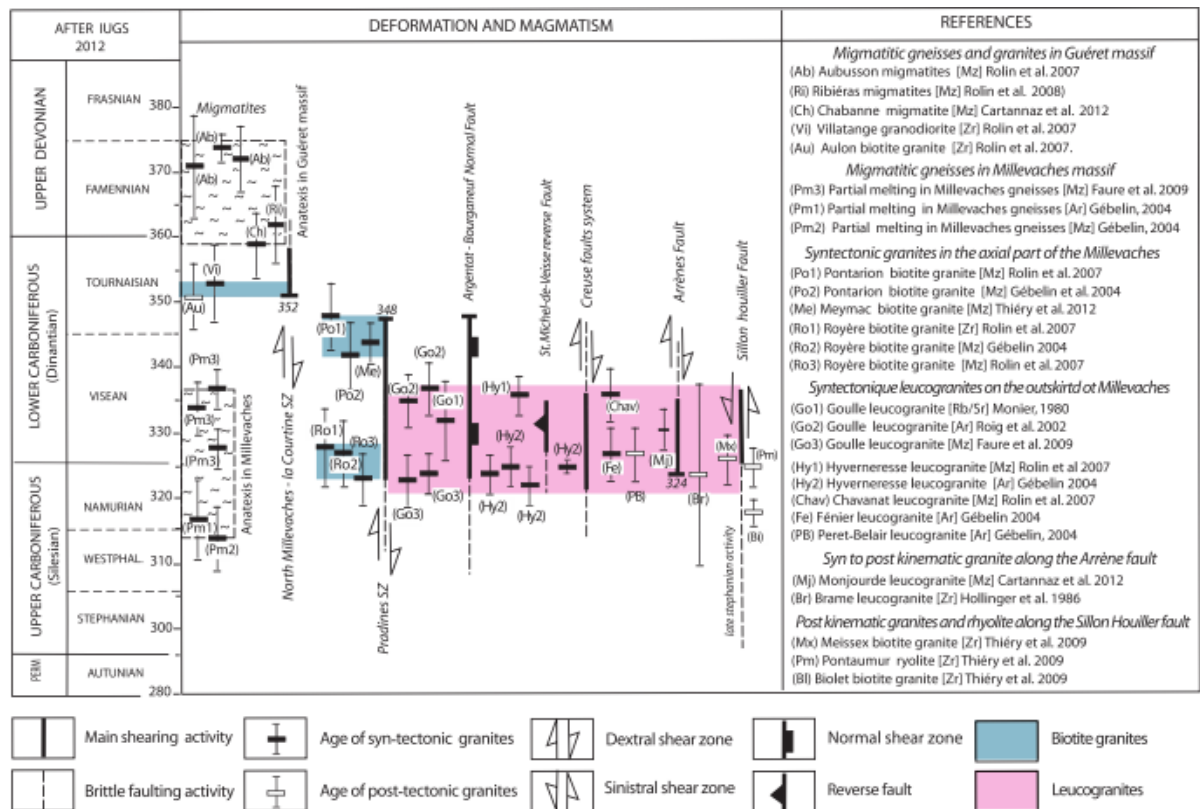 AFTER IUGS
2012
DEFORMATION AND MAGMATISM
REFERENCES
UPPER DEVONIAN
LOWER CARBONIFEROUS
(Dinantian)
UPPER CARBONIFEROUS
(Silesian)
PERM.
FRASNIAN
FAMENNIAN
TOURNAISIAN
VISEAN
NAMURIAN
WESTPHAL.
STEPHANIAN
AUTUNIAN
380
370
360
350
340
330
320
310
300
280
Migmatites
(Ab)
(Ab)
(Ab)
(Ri)
(Ch)
(Vi)
(Au)
352
Anatexis in Guéret massif
North Millevaches - la Courtine SZ
(Pm3)
(Pm3)
(Pm3)
(Pm1)
(Pm2)
Anatexis in Millevaches
(Po1)
(Po2)
(Me)
348
(Ro1)
(Ro2)
(Ro3)
Pradines SZ
(Go2)
(Go2)
(Go1)
(Go3)
Argentat - Bourganeuf Normal Fault
(Hy1)
(Hy2)
(Hy2)
(Hy2)
(Hy2)
St.Michel-de-Veisse reverse Fault
Creuse faults system
(Chav)
(Fe)
(PB)
(Mj)
324
Arrènes Fault
(Br)
(Mx)
Sillon houiller Fault
late stephanian activity
(Pm)
(Bi)
Migmatitic gneisses and granites in Guéret massif
(Ab) Aubusson migmatites [Mz] Rolin et al. 2007
(Ri) Ribiéras migmatites [Mz] Rolin et al. 2008)
(Ch) Chabanne migmatite [Mz] Cartannaz et al. 2012
(Vi) Villatange granodiorite [Zr] Rolin et al. 2007
(Au) Aulon biotite granite [Zr] Rolin et al. 2007.
Migmatitic gneisses in Millevaches massif
(Pm3) Partial melting in Millevaches gneisses [Mz] Faure et al. 2009
(Pm1) Partial melting in Millevaches gneisses [Ar] Gébelin, 2004
(Pm2) Partial melting in Millevaches gneisses [Mz] Gébelin, 2004
Syntectonic granites in the axial part of the Millevaches
(Po1) Pontarion biotite granite [Mz] Rolin et al. 2007
(Po2) Pontarion biotite granite [Mz] Gébelin et al. 2004
(Me) Meymac biotite granite [Mz] Thiéry et al. 2012
(Ro1) Royère biotite granite [Zr] Rolin et al. 2007
(Ro2) Royère biotite granite [Mz] Gébelin 2004
(Ro3) Royère biotite granite [Mz] Rolin et al. 2007
Syntectonique leucogranites on the outskirtd ot Millevaches
(Go1) Goulle leucogranite [Rb/Sr] Monier, 1980
(Go2) Goulle leucogranite [Ar] Roig et al. 2002
(Go3) Goulle leucogranite [Mz] Faure et al. 2009
(Hy1) Hyverneresse leucogranite [Mz] Rolin et al 2007
(Hy2) Hyverneresse leucogranite [Ar] Gébelin 2004
(Chav) Chavanat leucogranite [Mz] Rolin et al. 2007
(Fe) Fénier leucogranite [Ar] Gébelin 2004
(PB) Peret-Belair leucogranite [Ar] Gébelin, 2004
Syn to post kinematic granite along the Arrène fault
(Mj) Monjourde leucogranite [Mz] Cartannaz et al. 2012
(Br) Brame leucogranite [Zr] Hollinger et al. 1986
Post kinematic granites and rhyolite along the Sillon Houiller fault
(Mx) Meissex biotite granite [Zr] Thiéry et al. 2009
(Pm) Pontaumur ryolite [Zr] Thiéry et al. 2009
(BI) Biolet biotite granite [Zr] Thiéry et al. 2009
Main shearing activity
Age of syn-tectonic granites
Dextral shear zone
Normal shear zone
Biotite granites
Brittle faulting activity
Age of post-tectonic granites
Sinistral shear zone
Reverse fault
Leucogranites